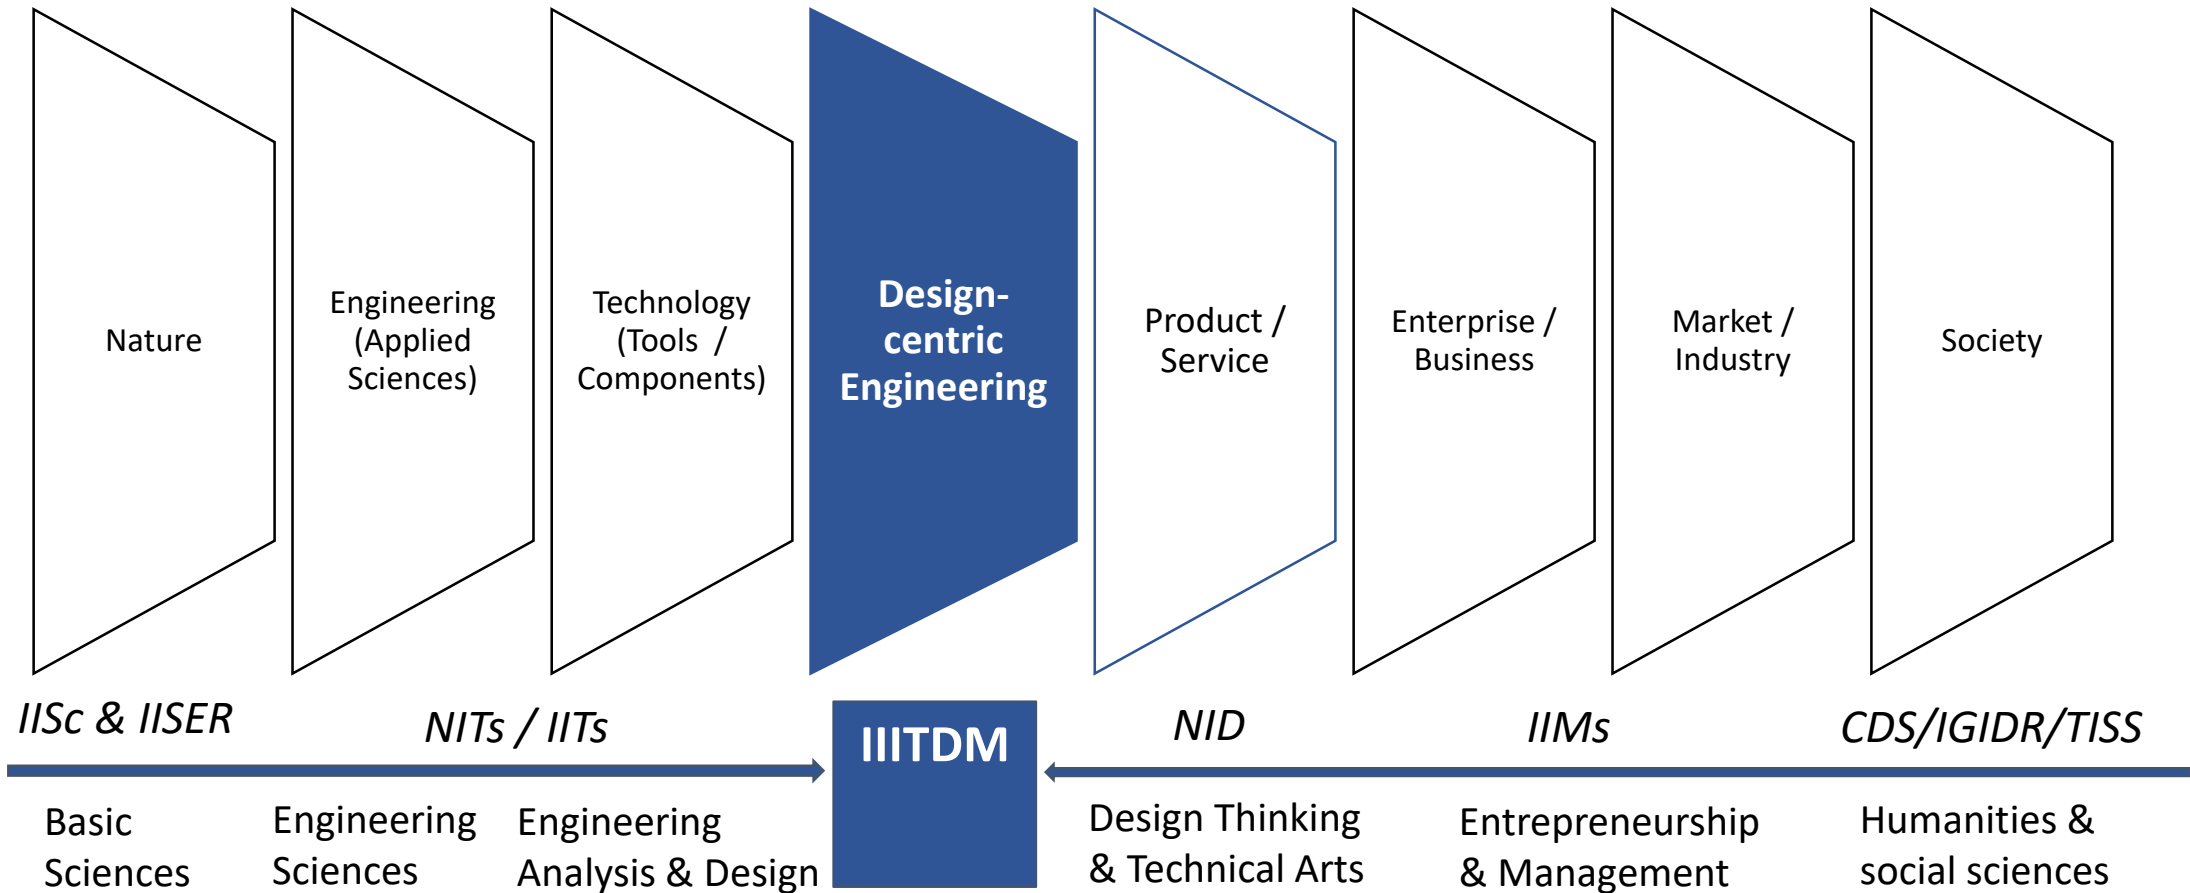 Nature
Engineering
(Applied
Sciences)
Technology
(Tools /
Components)
Design-
centric
Engineering
Product /
Service
Enterprise /
Business
Market /
Industry
Society
IISc & IISER
NITs / IITs
IIITDM
NID
IIMs
CDS/IGIDR/TISS
Basic
Sciences
Engineering
Sciences
Engineering
Analysis & Design
Design Thinking
& Technical Arts
Entrepreneurship
& Management
Humanities &
social sciences